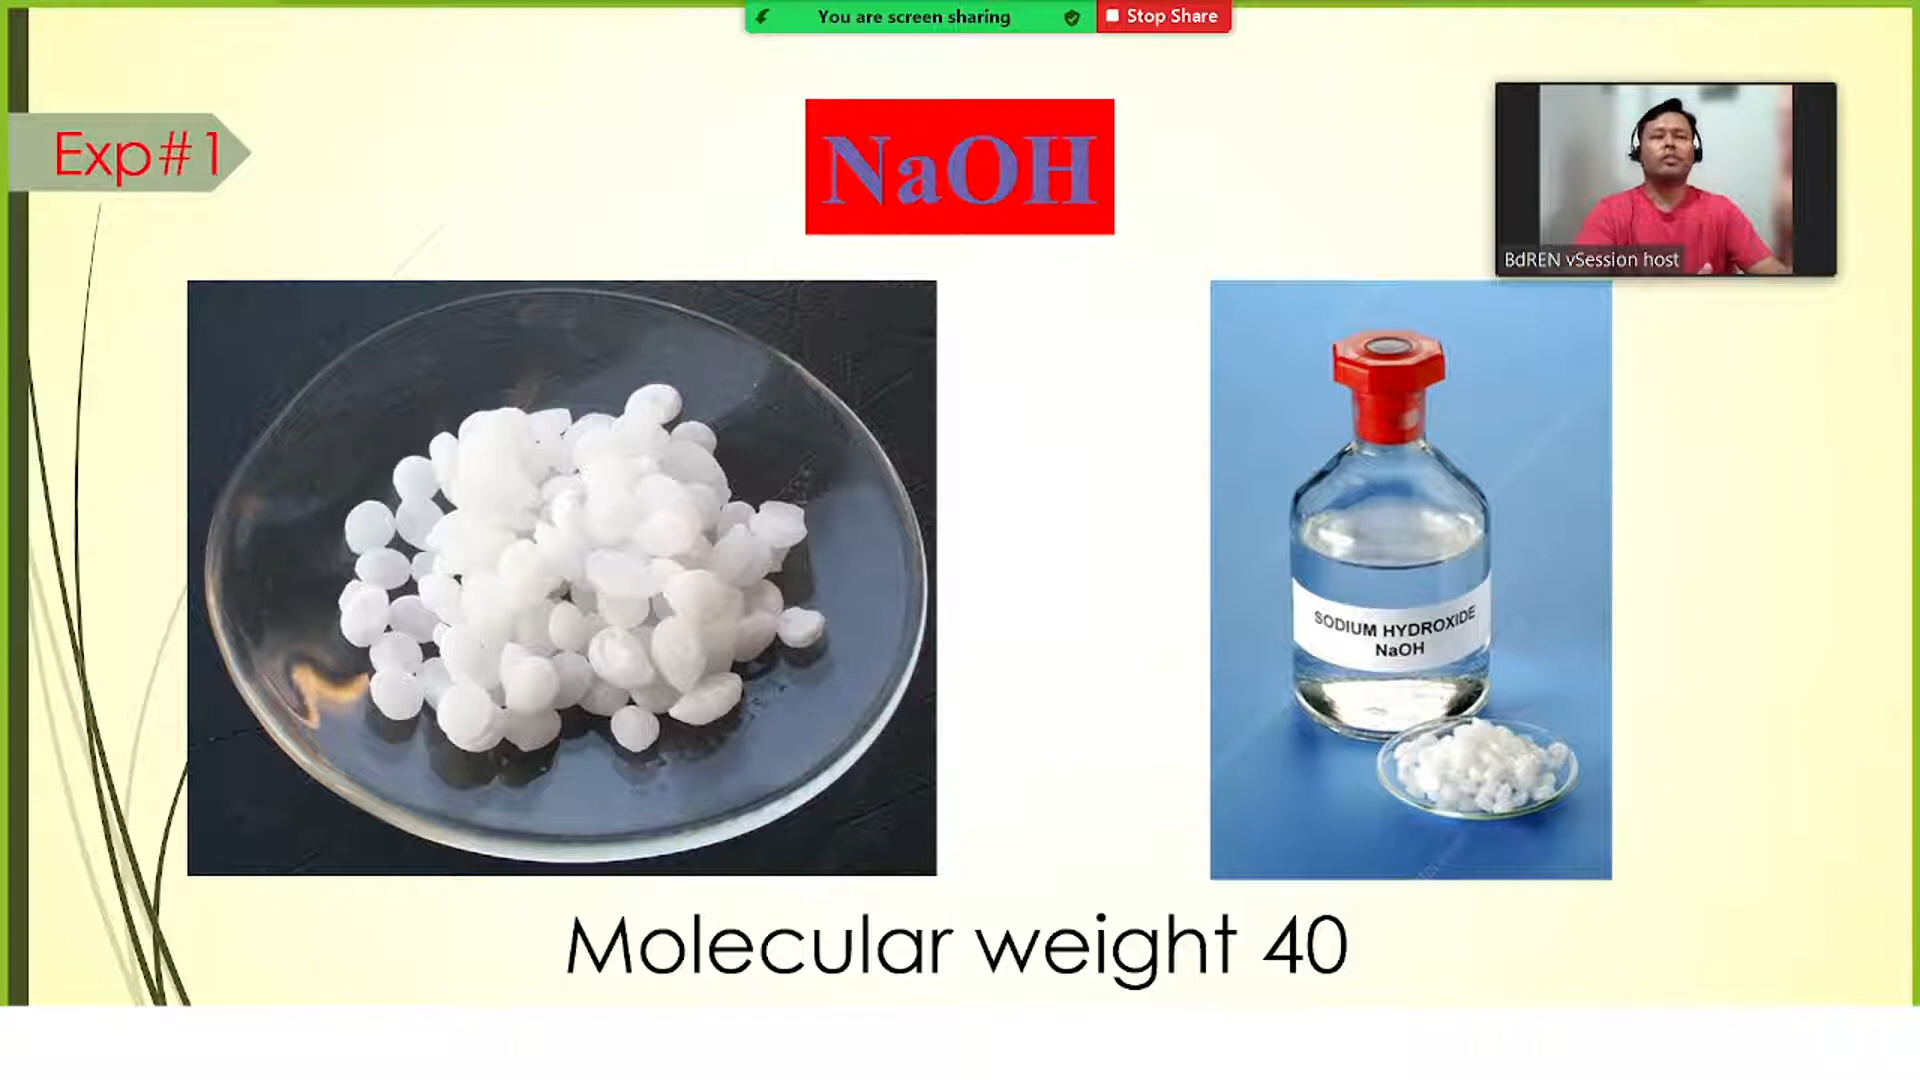 You are screen sharing
Stop Share
Exp#1
NaOH
BdREN vSession host
SODIUM HYDROXIDE
NaOH
Molecular weight 40